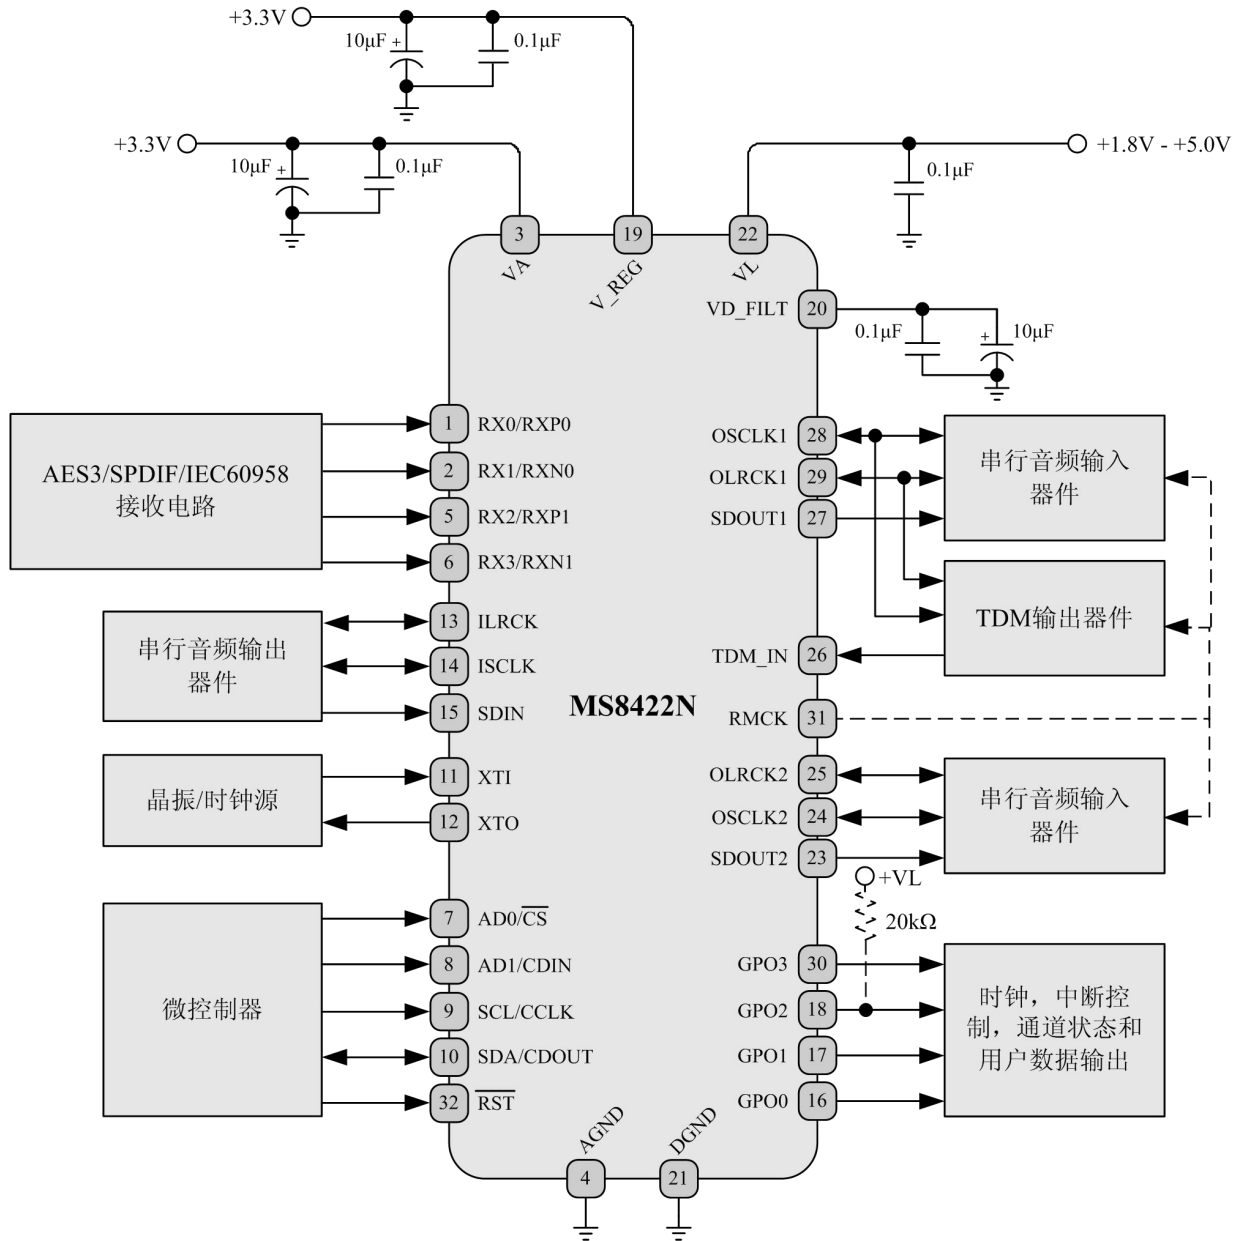 +3.3V
10μF +
0.1μF
+3.3V
10μF +
0.1μF
+1.8V - +5.0V
0.1μF
3
19
22
VA
V_REG
VL
VD_FILT 20
0.1μF
+ 10μF
AES3/SPDIF/IEC60958
接收电路
1 RX0/RXP0
2 RX1/RXN0
5 RX2/RXP1
6 RX3/RXN1
串行音频输出
器件
13 ILRCK
14 ISCLK
15 SDIN
晶振/时钟源
11 XTI
12 XTO
微控制器
7 AD0/CS
8 AD1/CDIN
9 SCL/CCLK
10 SDA/CDOUT
32 RST
MS8422N
OSCLK1 28
OLRCK1 29
SDOUT1 27
串行音频输入
器件
TDM输出器件
TDM_IN 26
RMCK 31
OLRCK2 25
OSCLK2 24
SDOUT2 23
串行音频输入
器件
+VL
20kΩ
GPO3 30
GPO2 18
GPO1 17
GPO0 16
时钟，中断控
制，通道状态和
用户数据输出
AGND
DGND
4
21